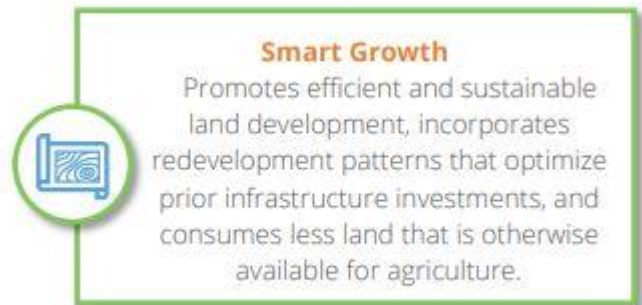 Smart Growth
Promotes efficient and sustainable
land development, incorporates
redevelopment patterns that optimize
prior infrastructure investments, and
consumes less land that is otherwise
available for agriculture.